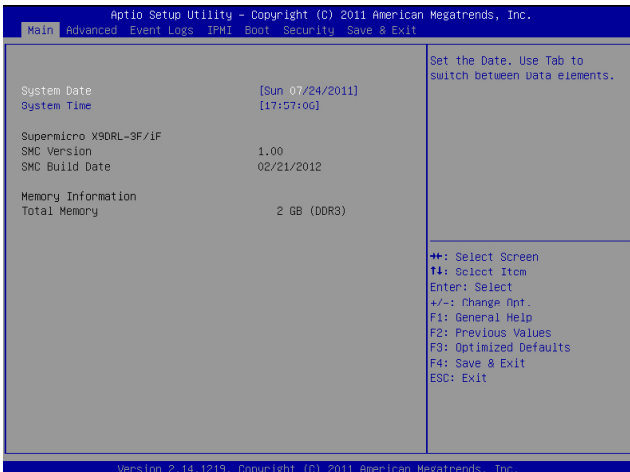 Aptio Setup Utility – Copyright (C) 2011 American Megatrends, Inc.
Main Advanced Event Logs IPMI Boot Security Save & Exit
Set the Date. Use Tab to
switch between Data elements.
System Date [Sun 07/24/2011]
System Time [17:57:06]
Supermicro X9DRL-3F/iF
SMC Version 1.00
SMC Build Date 02/21/2012
Memory Information
Total Memory 2 GB (DDR3)
→←: Select Screen
↑↓: Select Item
Enter: Select
+/-: Change Opt.
F1: General Help
F2: Previous Values
F3: Optimized Defaults
F4: Save & Exit
ESC: Exit
Version 2.14.1219. Copyright (C) 2011 American Megatrends, Inc.